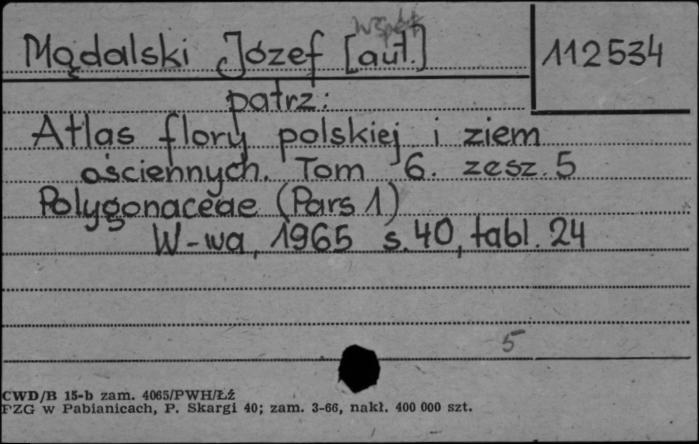 współ
Mądalski Józef [aut.]
112534
patrz:
Atlas flory polskiej i ziem
ościennych. Tom 6. zesz. 5
Polygonaceae (Pars 1)
W-wa, 1965 s. 40, tabl. 24
5
CWD/B 15-b zam. 4065/PWH/Łź
PZG w Pabianicach, P. Skargi 40; zam. 3-66, nakł. 400 000 szt.